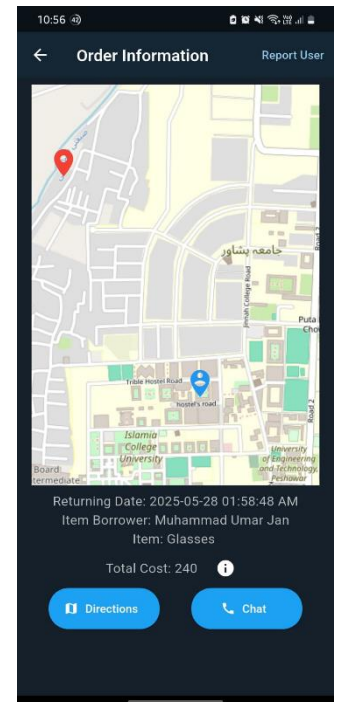 10:56
Order Information
Report User
جامعہ پشاور
Road 2
Jinnah College Road
Puta
Cho
Trible Hostel Road
hostel's road
Road 2
Islamia
College
University
University
of Engineering
and Technology,
Peshawar
Board:
termediate
Returning Date: 2025-05-28 01:58:48 AM
Item Borrower: Muhammad Umar Jan
Item: Glasses
Total Cost: 240
Directions
Chat